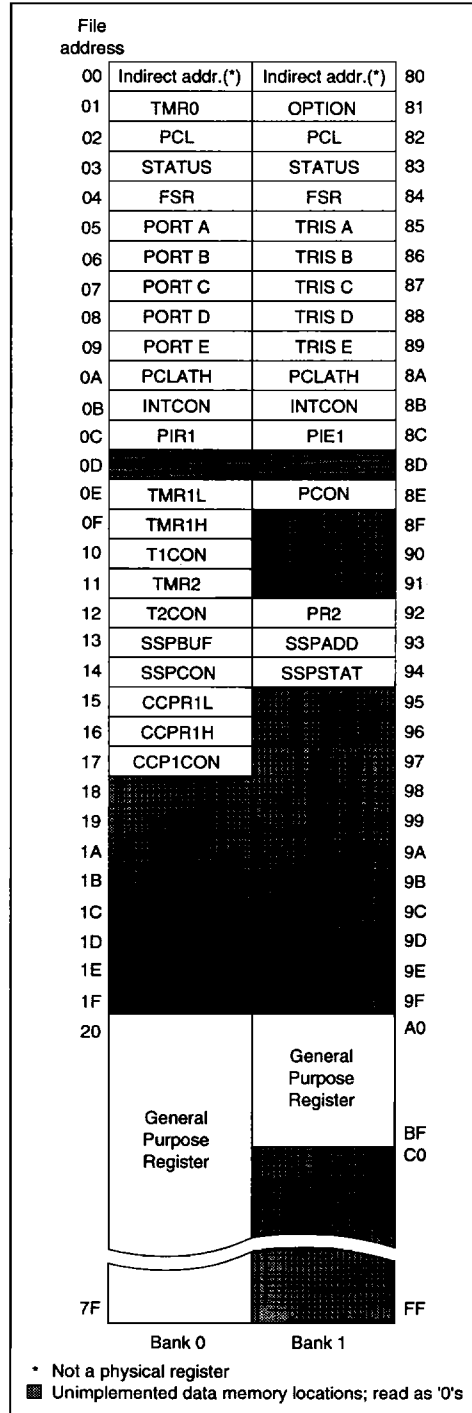 File
address
00 Indirect addr.(*) Indirect addr.(*) 80
01 TMR0 OPTION 81
02 PCL PCL 82
03 STATUS STATUS 83
04 FSR FSR 84
05 PORT A TRIS A 85
06 PORT B TRIS B 86
07 PORT C TRIS C 87
08 PORT D TRIS D 88
09 PORT E TRIS E 89
0A PCLATH PCLATH 8A
0B INTCON INTCON 8B
0C PIR1 PIE1 8C
0D 8D
0E TMR1L PCON 8E
0F TMR1H 8F
10 T1CON 90
11 TMR2 91
12 T2CON PR2 92
13 SSPBUF SSPADD 93
14 SSPCON SSPSTAT 94
15 CCPR1L 95
16 CCPR1H 96
17 CCP1CON 97
18 98
19 99
1A 9A
1B 9B
1C 9C
1D 9D
1E 9E
1F 9F
20 A0
General
Purpose
Register
BF
C0
General
Purpose
Register
7F FF
Bank 0 Bank 1
* Not a physical register
Unimplemented data memory locations; read as '0's